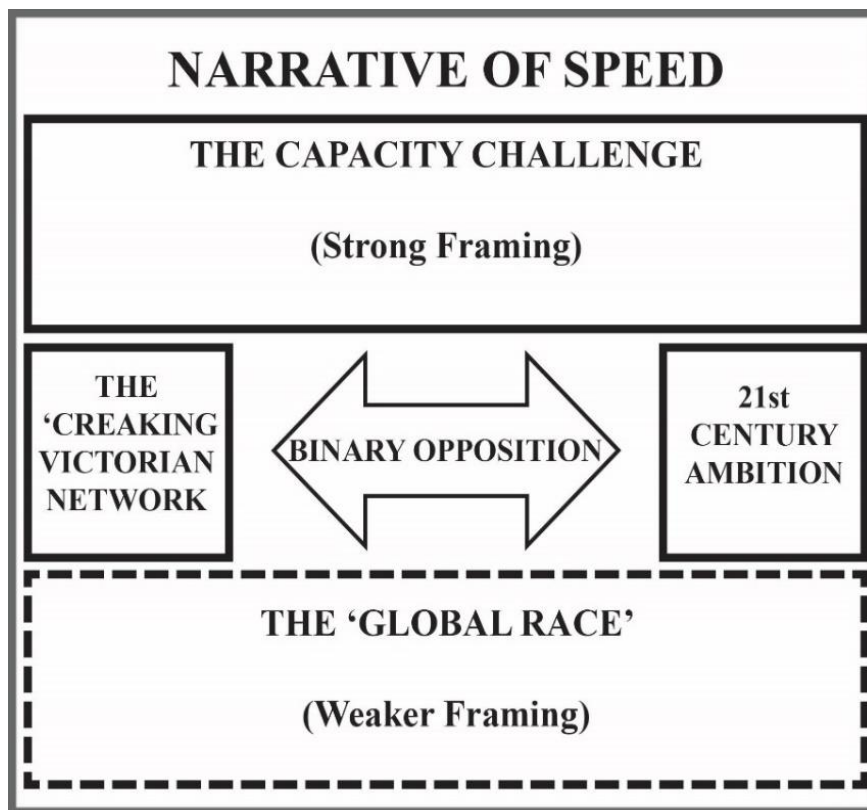 NARRATIVE OF SPEED
THE CAPACITY CHALLENGE
(Strong Framing)
THE
‘CREAKING
VICTORIAN
NETWORK
BINARY OPPOSITION
21st
CENTURY
AMBITION
THE ‘GLOBAL RACE’
(Weaker Framing)